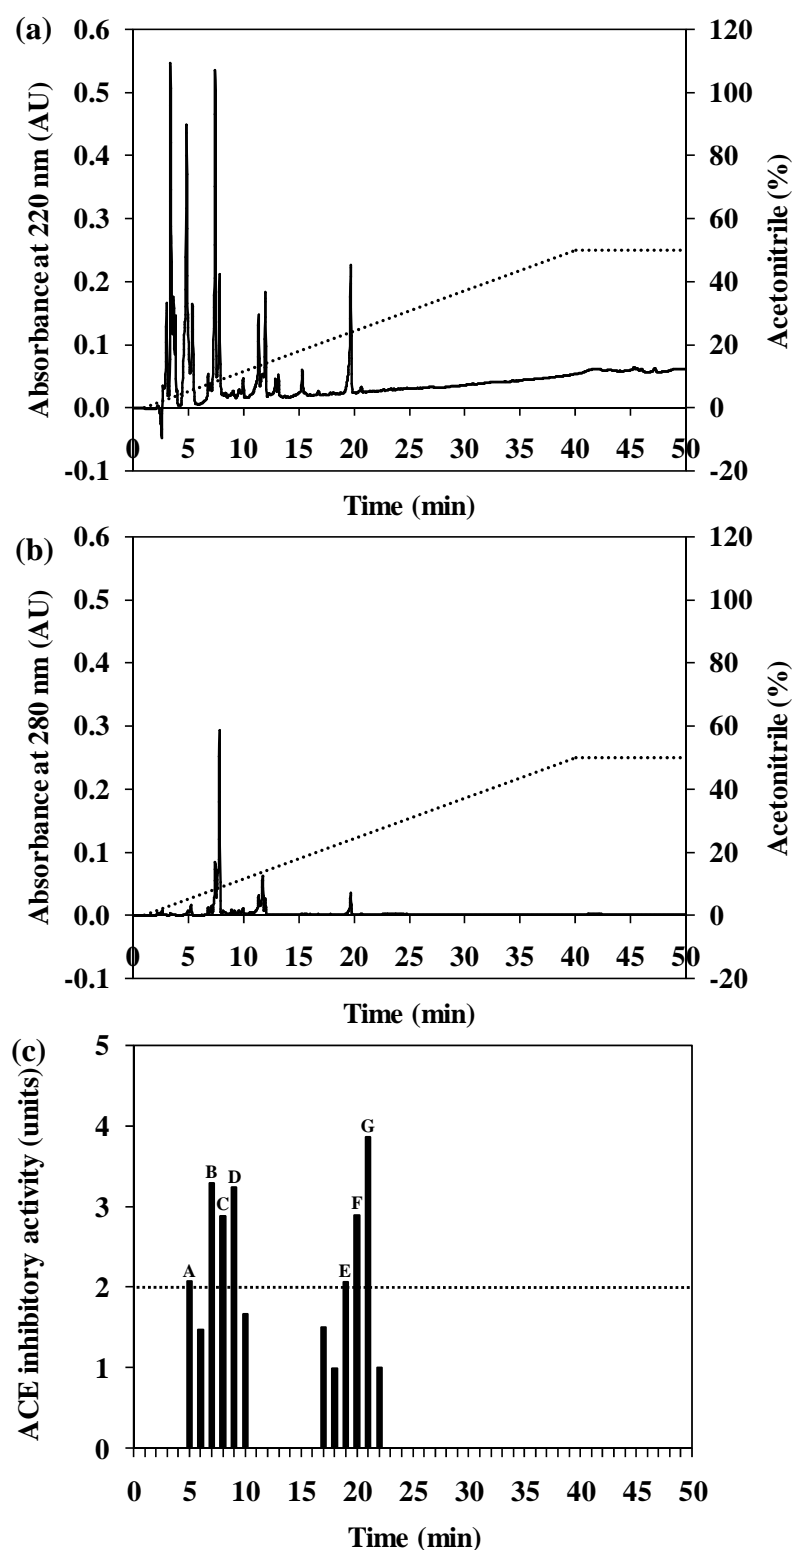 (a)
Absorbance at 220 nm (AU)
Acetonitrile (%)
0.6
0.5
0.4
0.3
0.2
0.1
0.0
-0.1
120
100
80
60
40
20
0
-20
0 5 10 15 20 25 30 35 40 45 50
Time (min)
(b)
Absorbance at 280 nm (AU)
Acetonitrile (%)
0.6
0.5
0.4
0.3
0.2
0.1
0.0
-0.1
120
100
80
60
40
20
0
-20
0 5 10 15 20 25 30 35 40 45 50
Time (min)
(c)
ACE inhibitory activity (units)
5
4
3
2
1
0
A
B
C
D
E
F
G
0 5 10 15 20 25 30 35 40 45 50
Time (min)